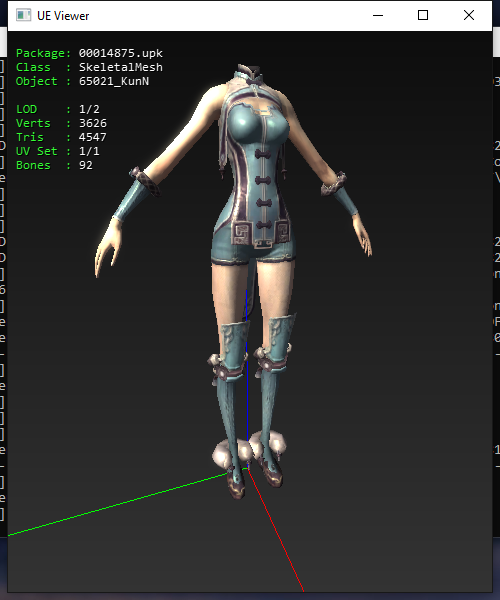 UE Viewer
Package: 00014875.upk
Class : SkeletalMesh
Object : 65021_KunN
LOD : 1/2
Verts : 3626
Tris : 4547
UV Set : 1/1
Bones : 92